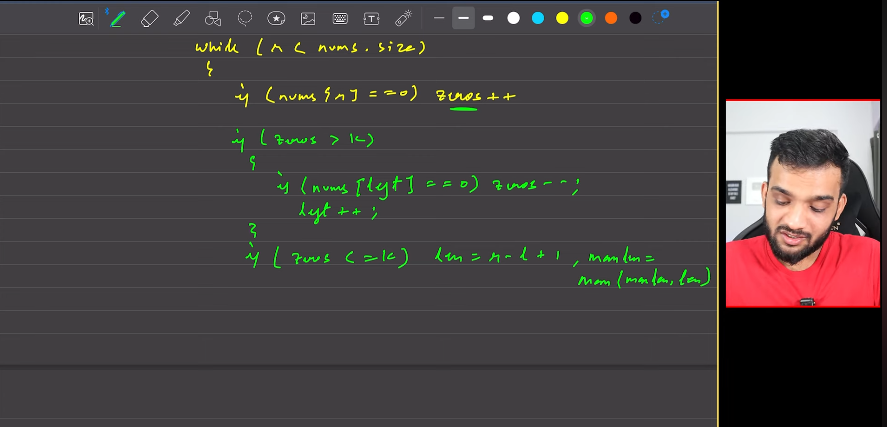 while (r < nums.size)
{
if (nums[r] == 0) zeros++
if (zeros > k)
{
if (nums[left] == 0) zeros--;
left++;
}
if (zeros <= k) len = r - l + 1, maxlen =
max(maxlen, len)